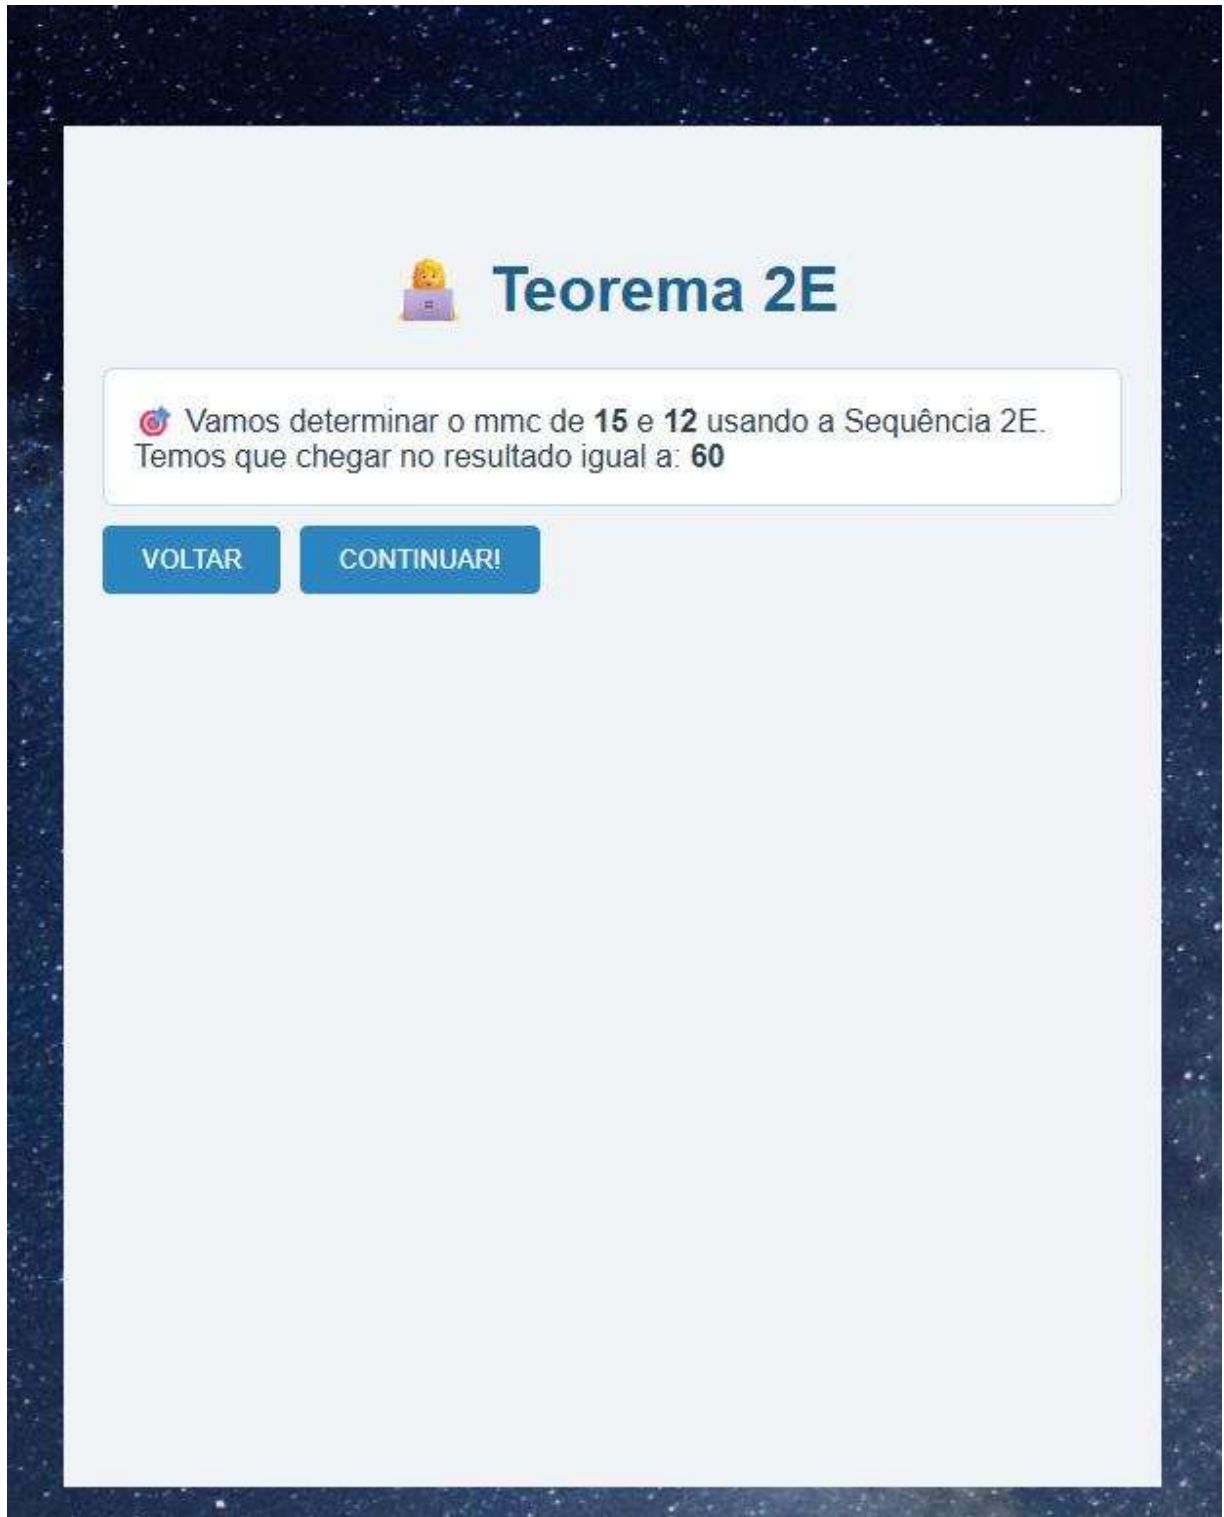 Teorema 2E
Vamos determinar o mmc de 15 e 12 usando a Sequência 2E.
Temos que chegar no resultado igual a: 60
VOLTAR CONTINUAR!